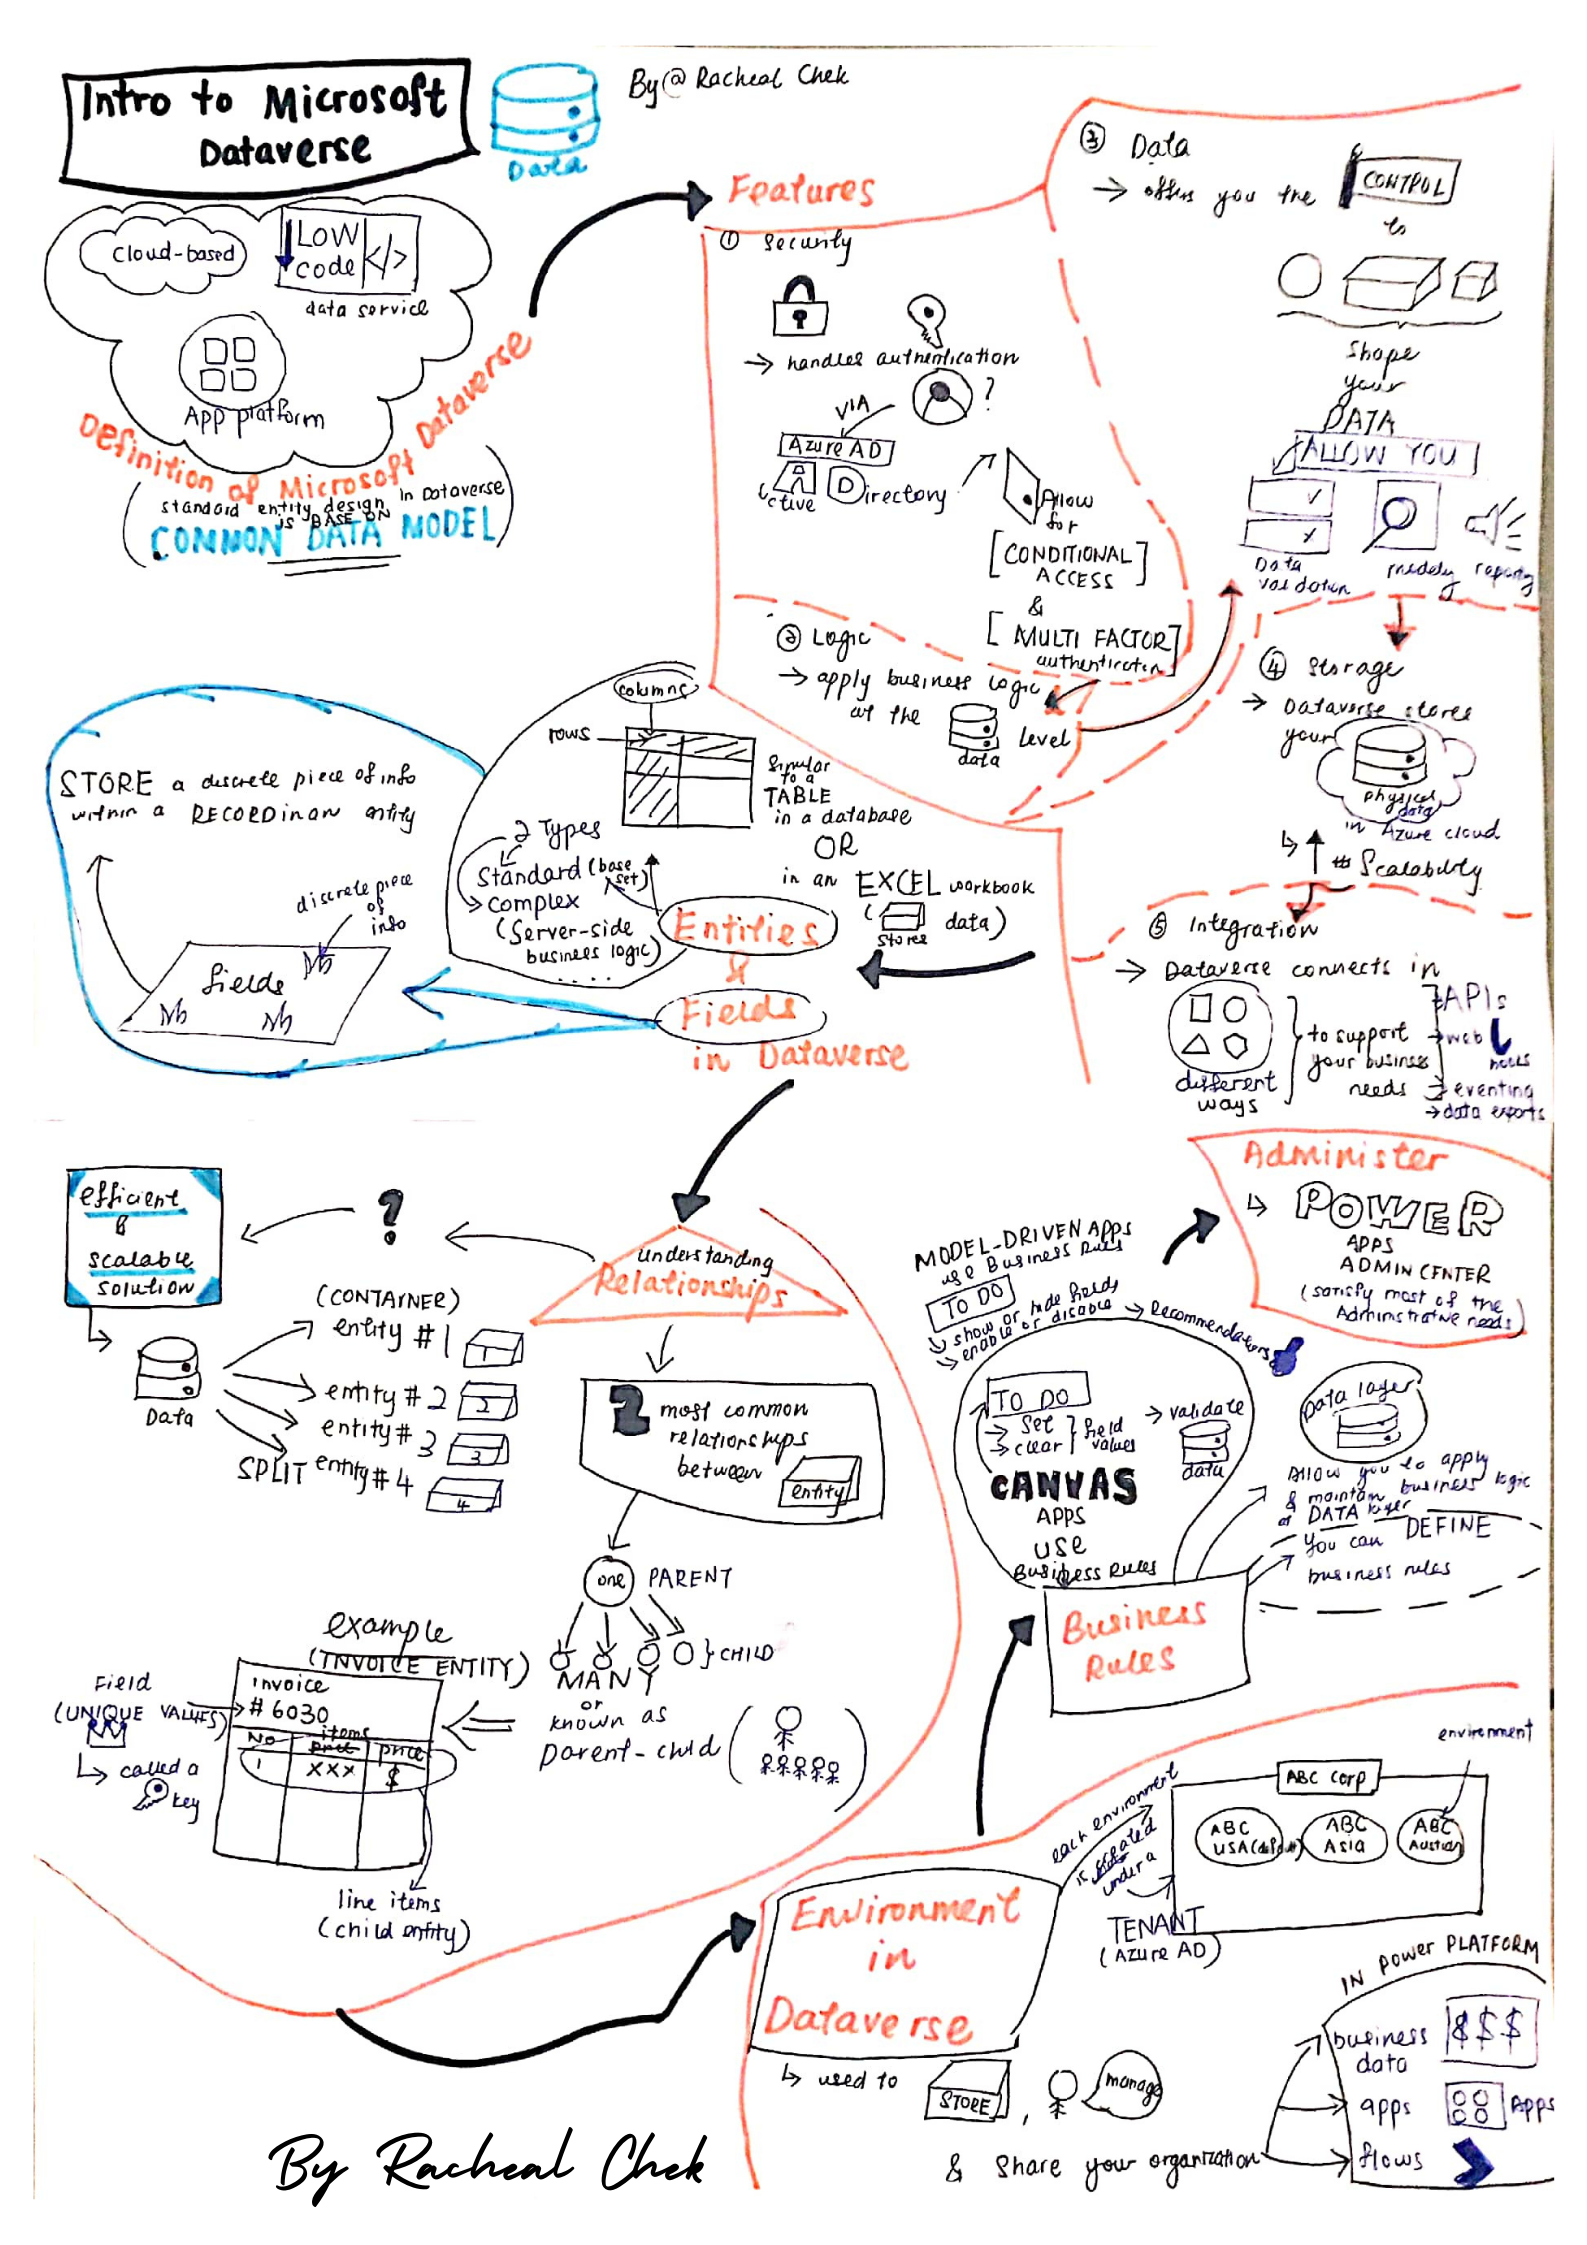 Intro to Microsoft
Dataverse
Data
By @ Racheal Chek
cloud-based
LOW
code </>
data service
App platform
Definition of Microsoft Dataverse
standard entity design in Dataverse
is BASE ON
COMMON DATA MODEL
Features
① Security
→ handles authentication
?
VIA
Azure AD
Active Directory
Allow
for
[CONDITIONAL
ACCESS]
&
[MULTI FACTOR]
authentication
② Logic
→ apply business logic
at the
data
level
③ Data
→ offers you the CONTROL
to
shape
your
DATA
ALLOW YOU
Data
validation
reporting
④ Storage
→ Dataverse stores
your
physical
data
in Azure cloud
↳ ↑ # Scalability
⑤ Integration
→ Dataverse connects in
different
ways
to support
your business
needs
→ APIs
→ web
hooks
→ eventing
→ data exports
columns
rows
Similar
to a
TABLE
in a database
OR
in an EXCEL workbook
(stores data)
2 Types
Standard (base
set)
complex
(Server-side
business logic)
....
Entities
&
Fields
in Dataverse
STORE a discrete piece of info
within a RECORD in an entity
discrete piece
of
info
fields
understanding
Relationships
?
efficient
&
scalable
solution
Data
SPLIT
(CONTAINER)
entity #1
1
entity #2
2
entity #3
3
entity #4
4
2 most common
relationships
between
entity
one PARENT
} CHILD
MANY
or
known as
parent-child
example
(INVOICE ENTITY)
Field
(UNIQUE VALUES)
↳ called a
key
invoice
# 6030
No
items
price
1
XXX
$
line items
(child entity)
Environment
in
Dataverse
↳ used to
STORE
,
manage
& share your organization
each environment
is created
under a
TENANT
(Azure AD)
ABC Corp
environment
ABC
USA (default)
ABC
Asia
ABC
IN Power PLATFORM
business
data
$ $ $
apps
Apps
flows
Business
Rules
MODEL-DRIVEN APPS
use Business Rules
TO DO
↳ show or hide fields
↳ enable or disable
→ Recommendations
TO DO
→ set
→ clear
field
values
→ validate
data
CANVAS
APPS
USE
Business Rules
Data layer
Allow you to apply
& maintain business logic
at DATA layer
You can DEFINE
business rules
Administer
↳ POWER
APPS
ADMIN CENTER
(satisfy most of the
Administrative needs)
By Racheal Chek